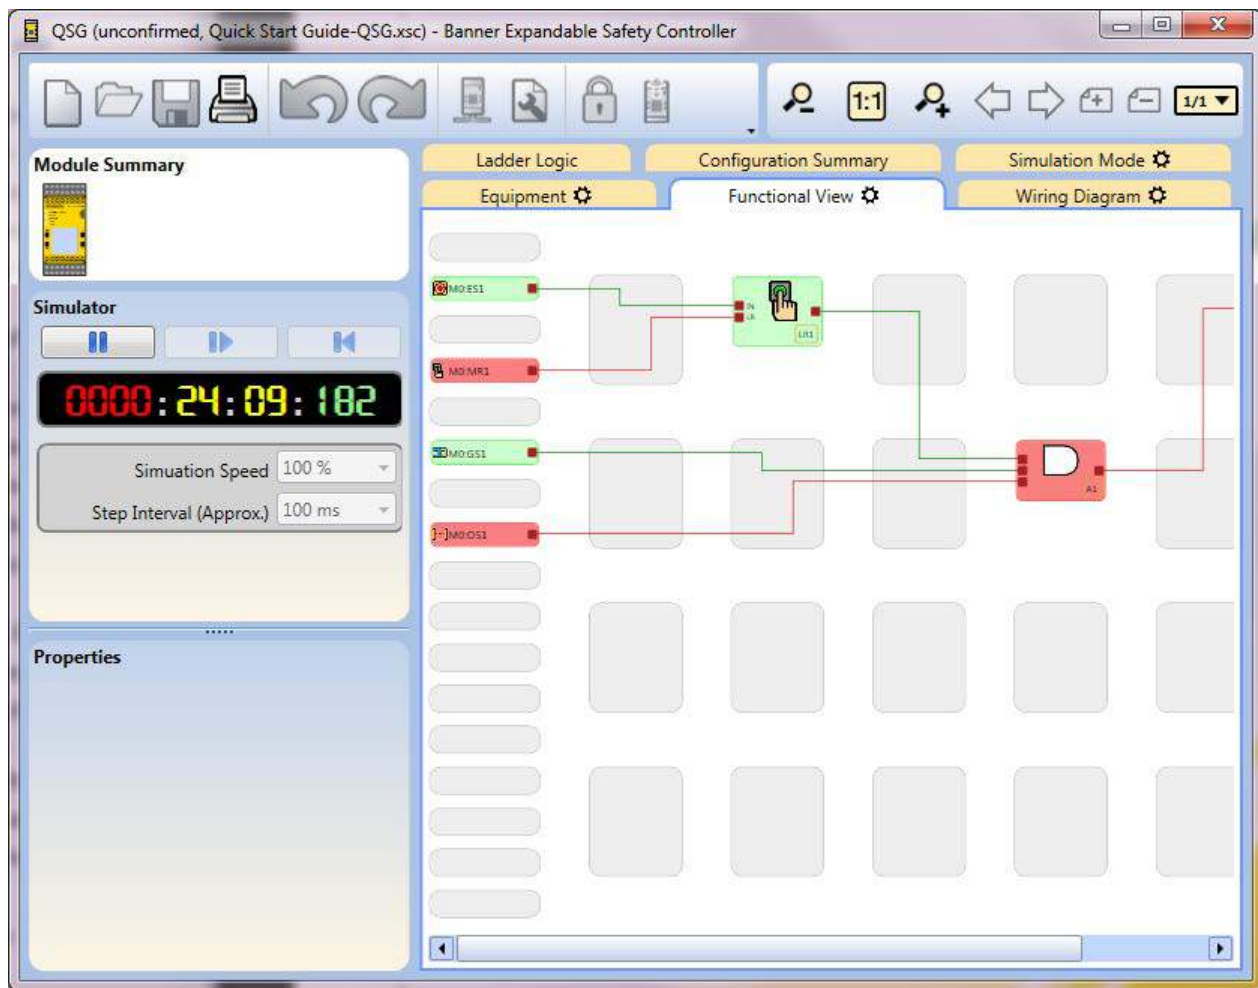 QSG (unconfirmed, Quick Start Guide-QSG.xsc) - Banner Expandable Safety Controller
1:1
1/1
Module Summary
Ladder Logic
Configuration Summary
Simulation Mode
Equipment
Functional View
Wiring Diagram
Simulator
0000:24:09:182
Simuation Speed 100 %
Step Interval (Approx.) 100 ms
Properties
M0:ES1
IN
LR
LR1
M0:MR1
M0:GS1
A1
M0:OS1